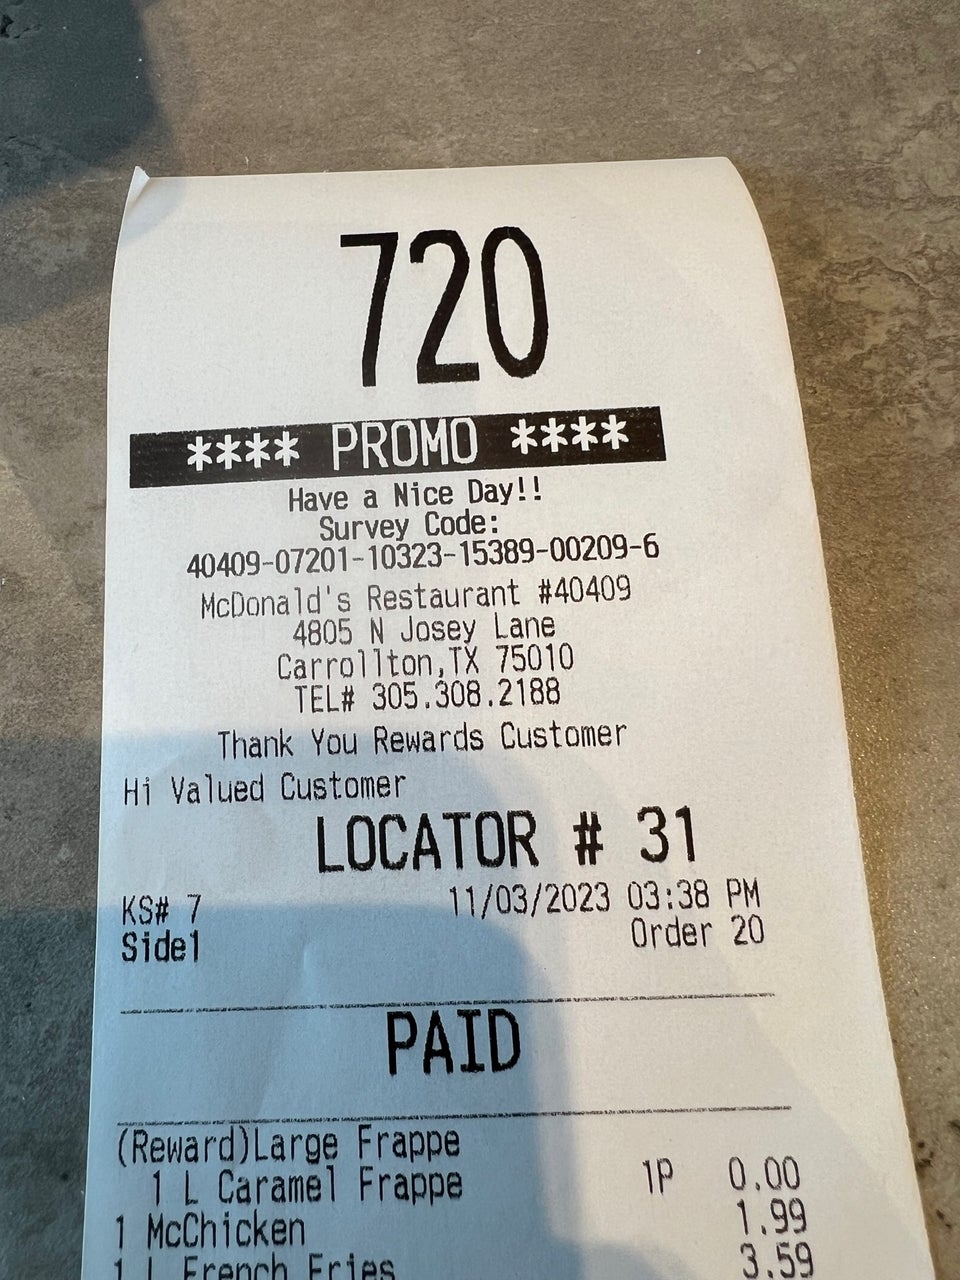 720
**** PROMO ****
Have a Nice Day!!
Survey Code:
40409-07201-10323-15389-00209-6
McDonald's Restaurant #40409
4805 N Josey Lane
Carrollton,TX 75010
TEL# 305.308.2188
Thank You Rewards Customer
Hi Valued Customer
LOCATOR # 31
KS# 7 11/03/2023 03:38 PM
Side1 Order 20
PAID
(Reward)Large Frappe
1 L Caramel Frappe 1P 0.00
1 McChicken 1.99
1 L French Fries 3.59